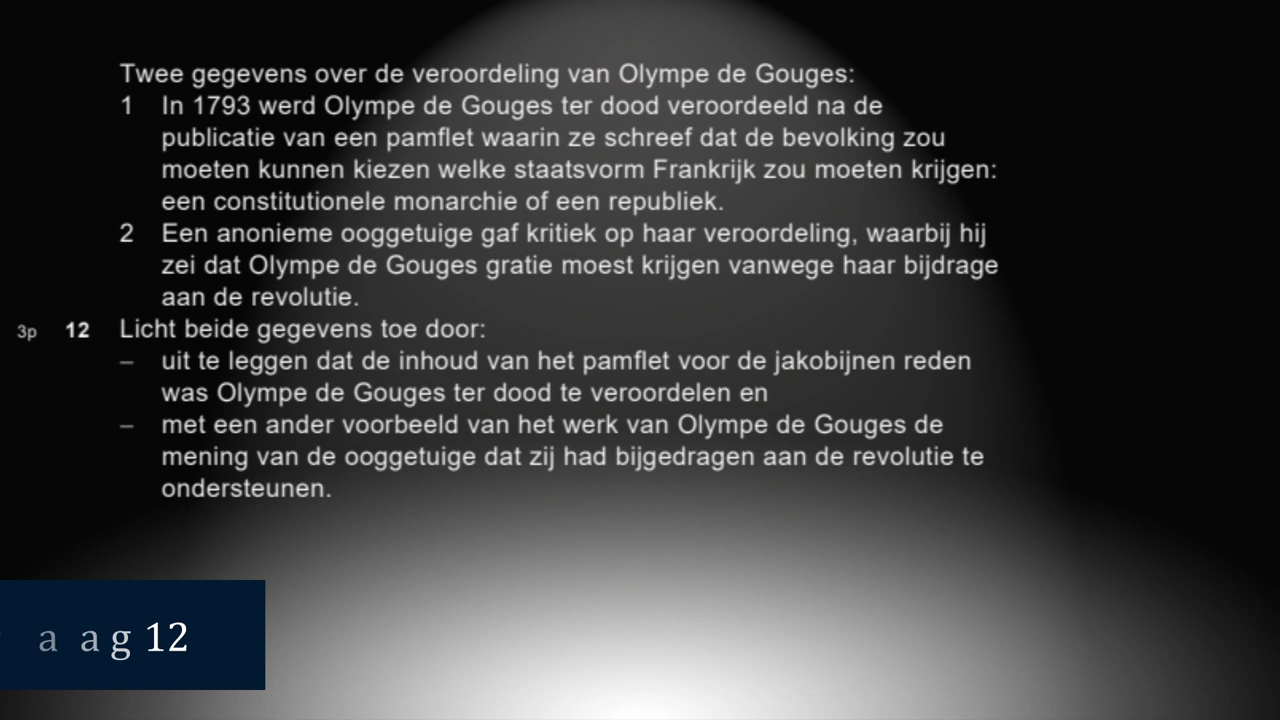 Twee gegevens over de veroordeling van Olympe de Gouges:
1 In 1793 werd Olympe de Gouges ter dood veroordeeld na de
publicatie van een pamflet waarin ze schreef dat de bevolking zou
moeten kunnen kiezen welke staatsvorm Frankrijk zou moeten krijgen:
een constitutionele monarchie of een republiek.
2 Een anonieme ooggetuige gaf kritiek op haar veroordeling, waarbij hij
zei dat Olympe de Gouges gratie moest krijgen vanwege haar bijdrage
aan de revolutie.
3p 12 Licht beide gegevens toe door:
– uit te leggen dat de inhoud van het pamflet voor de jakobijnen reden
was Olympe de Gouges ter dood te veroordelen en
– met een ander voorbeeld van het werk van Olympe de Gouges de
mening van de ooggetuige dat zij had bijgedragen aan de revolutie te
ondersteunen.
a ag 12